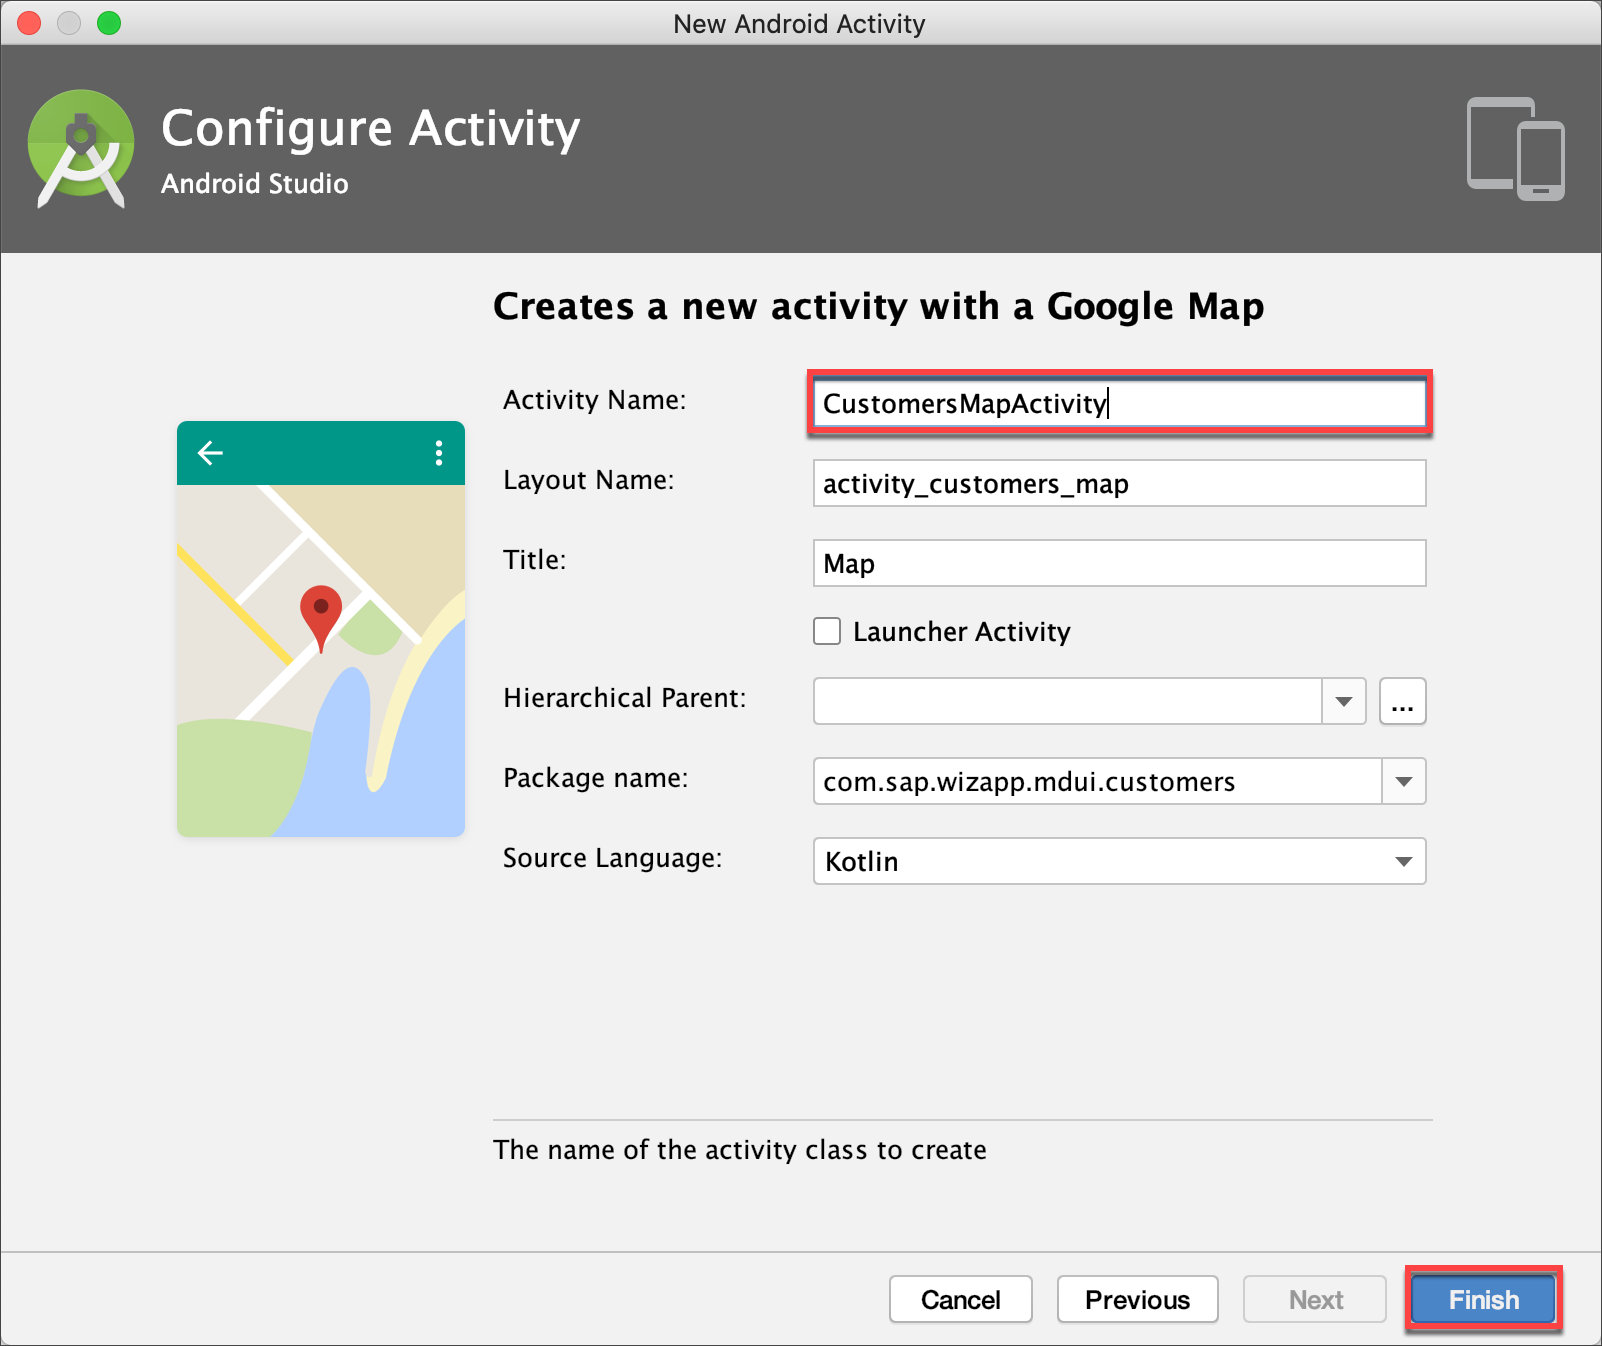 New Android Activity
Configure Activity
Android Studio
Creates a new activity with a Google Map
Activity Name: CustomersMapActivity
Layout Name: activity_customers_map
Title: Map
Launcher Activity
Hierarchical Parent: ...
Package name: com.sap.wizapp.mdui.customers
Source Language: Kotlin
The name of the activity class to create
Cancel Previous Next Finish